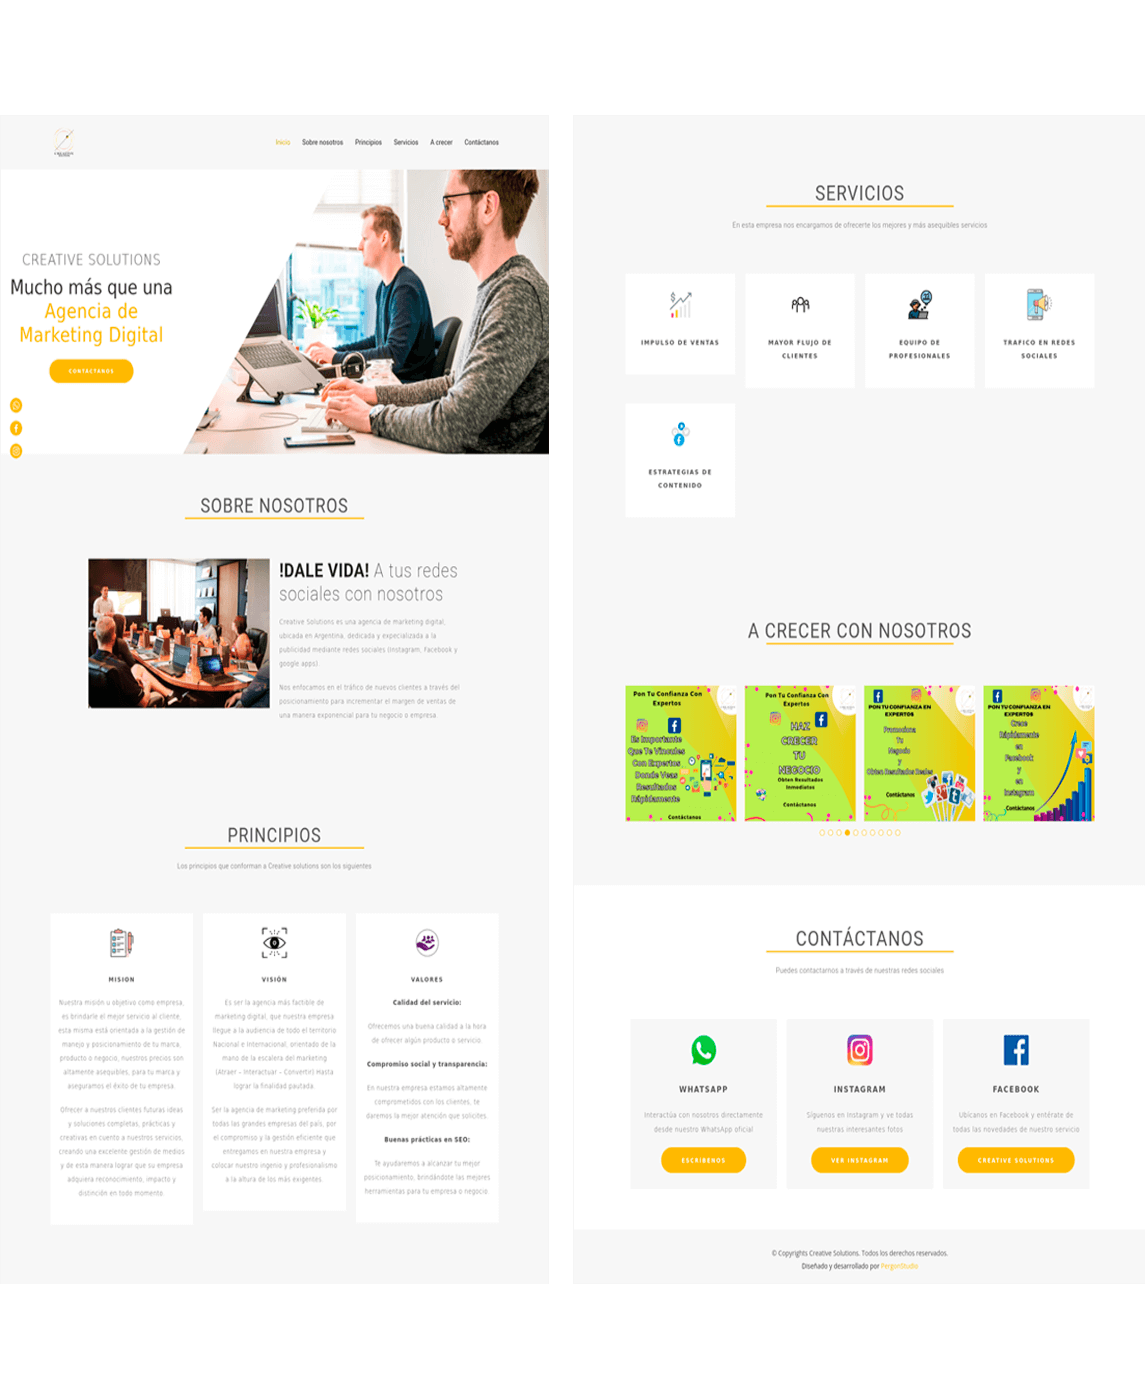 CREATIVE
Inicio Sobre nosotros Principios Servicios A crecer Contáctanos
CREATIVE SOLUTIONS
Mucho más que una
Agencia de
Marketing Digital
CONTACTANOS
SOBRE NOSOTROS
!DALE VIDA! A tus redes
sociales con nosotros
Creative Solutions es una agencia de marketing digital,
ubicada en Argentina, dedicada y expecializada a la
publicidad mediante redes sociales (Instagram, Facebook y
google apps).
Nos enfocamos en el tráfico de nuevos clientes a través del
posicionamiento para incrementar el margen de ventas de
una manera exponencial para tu negocio o empresa
PRINCIPIOS
Los principios que conforman a Creative solutions son los siguientes
MISION
Nuestra misión u objetivo como empresa,
es brindarle el mejor servicio al cliente,
esta misma está orientada a la gestión de
manejo y posicionamiento de tu marca,
producto o negocio, nuestros precios son
altamente asequibles, para tu marca y
aseguramos el éxito de tu empresa.
Ofrecer a nuestros clientes futuras ideas
y soluciones completas, prácticas y
creativas en cuento a nuestros servicios,
creando una excelente gestión de medios
y de esta manera lograr que su empresa
adquiera reconocimiento, impacto y
distinción en todo momento.
VISIÓN
Es ser la agencia más factible de
marketing digital, que nuestra empresa
llegue a la audiencia de todo el territorio
Nacional e Internacional, orientado de la
mano de la escalera del marketing
(Atraer – Interactuar – Convertir) Hasta
lograr la finalidad pautada.
Ser la agencia de marketing preferida por
todas las grandes empresas del país, por
el compromiso y la gestión eficiente que
entregamos en nuestra empresa y
colocar nuestro ingenio y profesionalismo
a la altura de los más exigentes.
VALORES
Calidad del servicio:
Ofrecemos una buena calidad a la hora
de ofrecer algún producto o servicio.
Compromiso social y transparencia:
En nuestra empresa estamos altamente
comprometidos con los clientes, te
daremos la mejor atención que solicites.
Buenas prácticas en SEO:
Te ayudaremos a alcanzar tu mejor
posicionamiento, brindándote las mejores
herramientas para tu empresa o negocio.
SERVICIOS
En esta empresa nos encargamos de ofrecerte los mejores y más asequibles servicios
IMPULSO DE VENTAS
MAYOR FLUJO DE
CLIENTES
EQUIPO DE
PROFESIONALES
TRAFICO EN REDES
SOCIALES
ESTRATEGIAS DE
CONTENIDO
A CRECER CON NOSOTROS
Pon Tu Confianza Con
Expertos
Es Importante
Que Te Vincules
Con Expertos
Donde Veas
Resultados
Rápidamente
Contáctanos
Pon Tu Confianza Con
Expertos
HAZ
CRECER
TU
NEGOCIO
Obten Resultados
Inmediatos
Contáctanos
PON TU CONFIANZA EN
EXPERTOS
Promociona
Tu
Negocio
y
Obten Resultados Reales
Contáctanos
PON TU CONFIANZA EN
EXPERTOS
Crece
Rápidamente
en
Facebook
y
en
Instagram
Contáctanos
CONTÁCTANOS
Puedes contactarnos a través de nuestras redes sociales
WHATSAPP
Interactúa con nosotros directamente
desde nuestro WhatsApp oficial
ESCRIBENOS
INSTAGRAM
Síguenos en Instagram y ve todas
nuestras interesantes fotos
VER INSTAGRAM
FACEBOOK
Ubícanos en Facebook y entérate de
todas las novedades de nuestro servicio
CREATIVE SOLUTIONS
© Copyrights Creative Solutions. Todos los derechos reservados.
Diseñado y desarrollado por PergonStudio